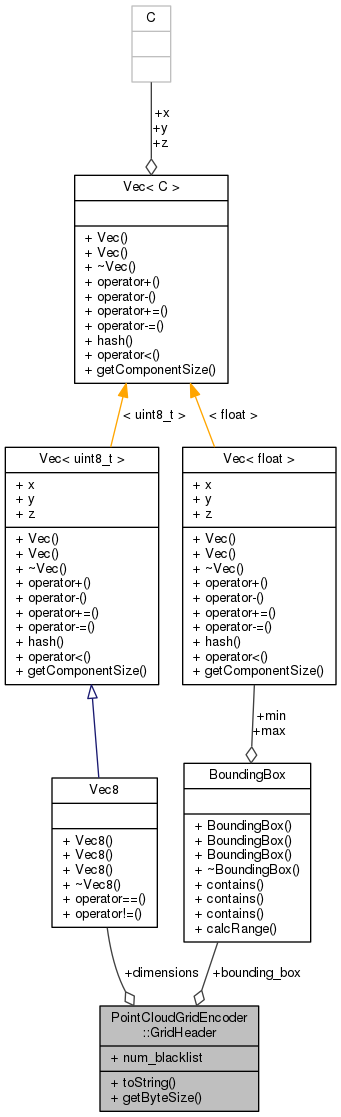 C
+x
+y
+z
Vec< C >
+ Vec()
+ Vec()
+ ~Vec()
+ operator+()
+ operator-()
+ operator+=()
+ operator-=()
+ hash()
+ operator<()
+ getComponentSize()
< uint8_t >
< float >
Vec< uint8_t >
+ x
+ y
+ z
+ Vec()
+ Vec()
+ ~Vec()
+ operator+()
+ operator-()
+ operator+=()
+ operator-=()
+ hash()
+ operator<()
+ getComponentSize()
Vec< float >
+ x
+ y
+ z
+ Vec()
+ Vec()
+ ~Vec()
+ operator+()
+ operator-()
+ operator+=()
+ operator-=()
+ hash()
+ operator<()
+ getComponentSize()
+min
+max
Vec8
+ Vec8()
+ Vec8()
+ Vec8()
+ ~Vec8()
+ operator==()
+ operator!=()
BoundingBox
+ BoundingBox()
+ BoundingBox()
+ BoundingBox()
+ ~BoundingBox()
+ contains()
+ contains()
+ contains()
+ calcRange()
+dimensions
+bounding_box
PointCloudGridEncoder
::GridHeader
+ num_blacklist
+ toString()
+ getByteSize()